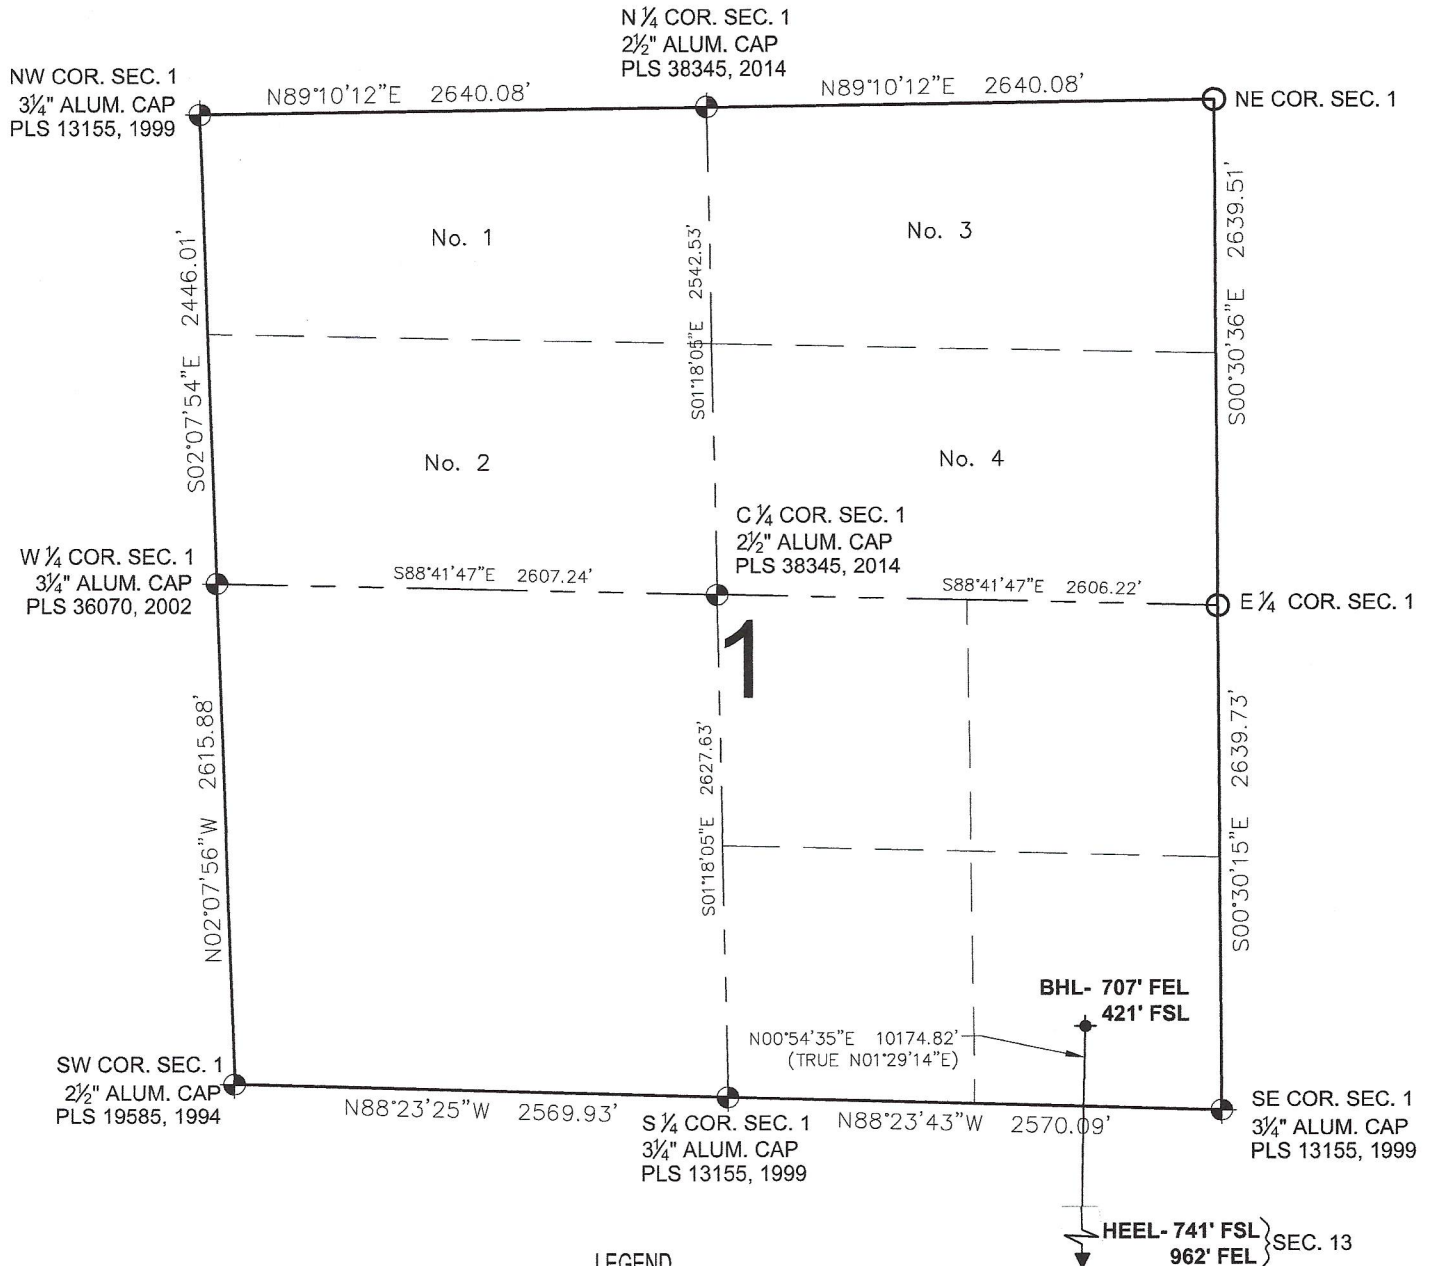 N ¼ COR. SEC. 1
2½" ALUM. CAP
PLS 38345, 2014
NW COR. SEC. 1
3¼" ALUM. CAP
PLS 13155, 1999
N89°10'12"E 2640.08'
N89°10'12"E 2640.08'
NE COR. SEC. 1
S02°07'54"E 2446.01'
No. 1
S01°18'05"E 2542.53'
No. 3
S00°30'36"E 2639.51'
No. 2
No. 4
C ¼ COR. SEC. 1
2½" ALUM. CAP
PLS 38345, 2014
W ¼ COR. SEC. 1
3¼" ALUM. CAP
PLS 36070, 2002
S88°41'47"E 2607.24'
S88°41'47"E 2606.22'
E ¼ COR. SEC. 1
1
N02°07'56"W 2615.88'
S01°18'05"E 2627.63'
S00°30'15"E 2639.73'
BHL- 707' FEL
421' FSL
N00°54'35"E 10174.82'
(TRUE N01°29'14"E)
SW COR. SEC. 1
2½" ALUM. CAP
PLS 19585, 1994
N88°23'25"W 2569.93'
S ¼ COR. SEC. 1
3¼" ALUM. CAP
PLS 13155, 1999
N88°23'43"W 2570.09'
SE COR. SEC. 1
3¼" ALUM. CAP
PLS 13155, 1999
HEEL- 741' FSL
962' FEL
SEC. 13
LEGEND